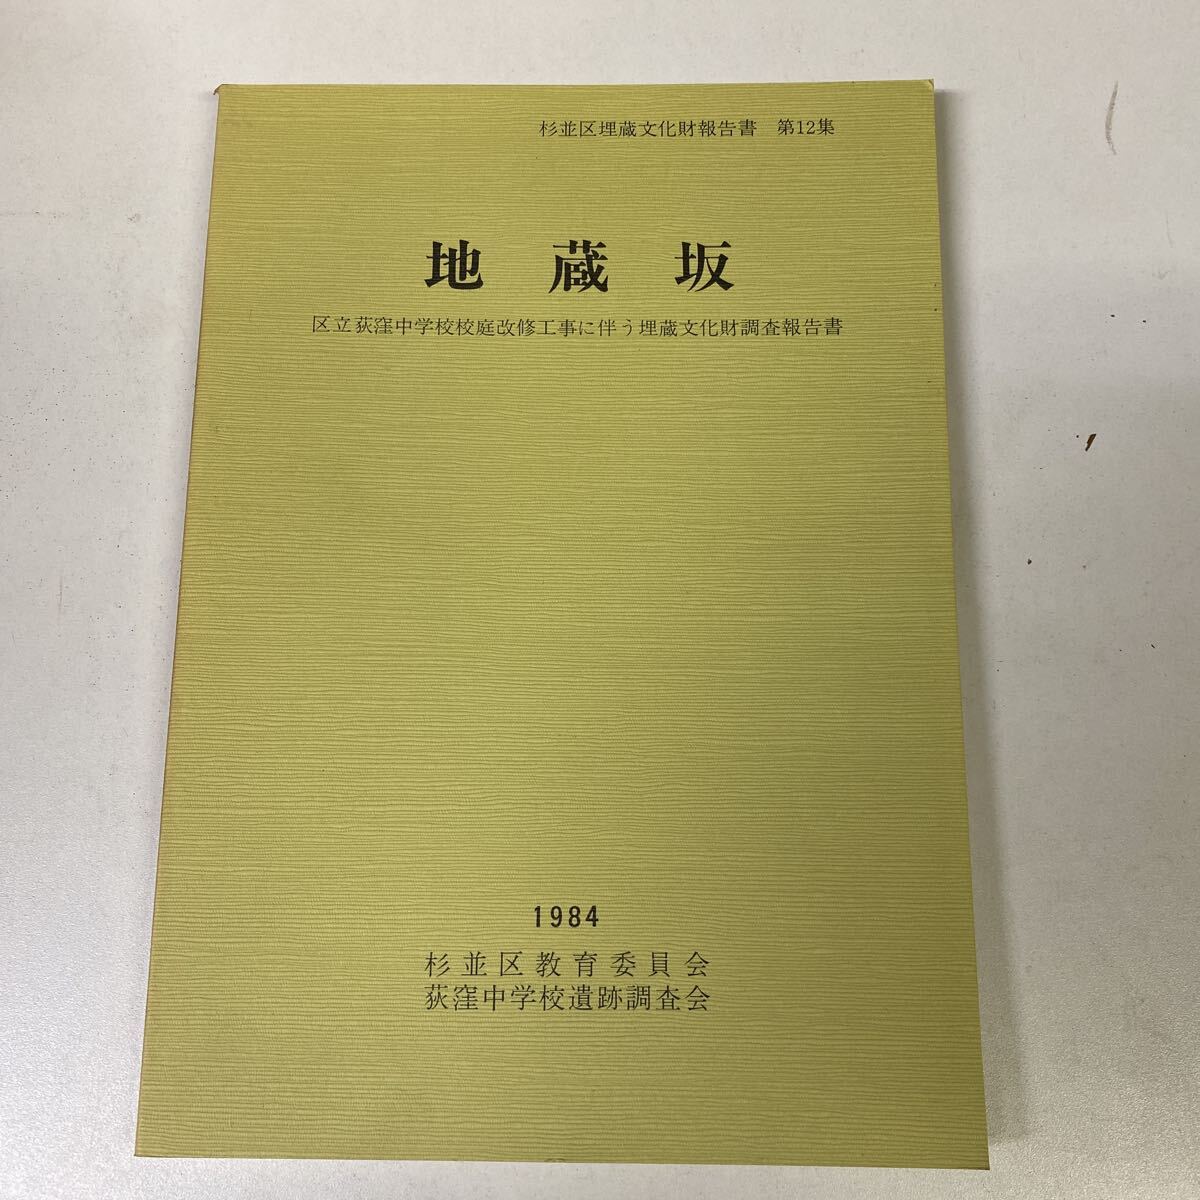 杉並区埋蔵文化財報告書　第12集
地蔵坂
区立荻窪中学校校庭改修工事に伴う埋蔵文化財調査報告書
1984
杉並区教育委員会
荻窪中学校遺跡調査会